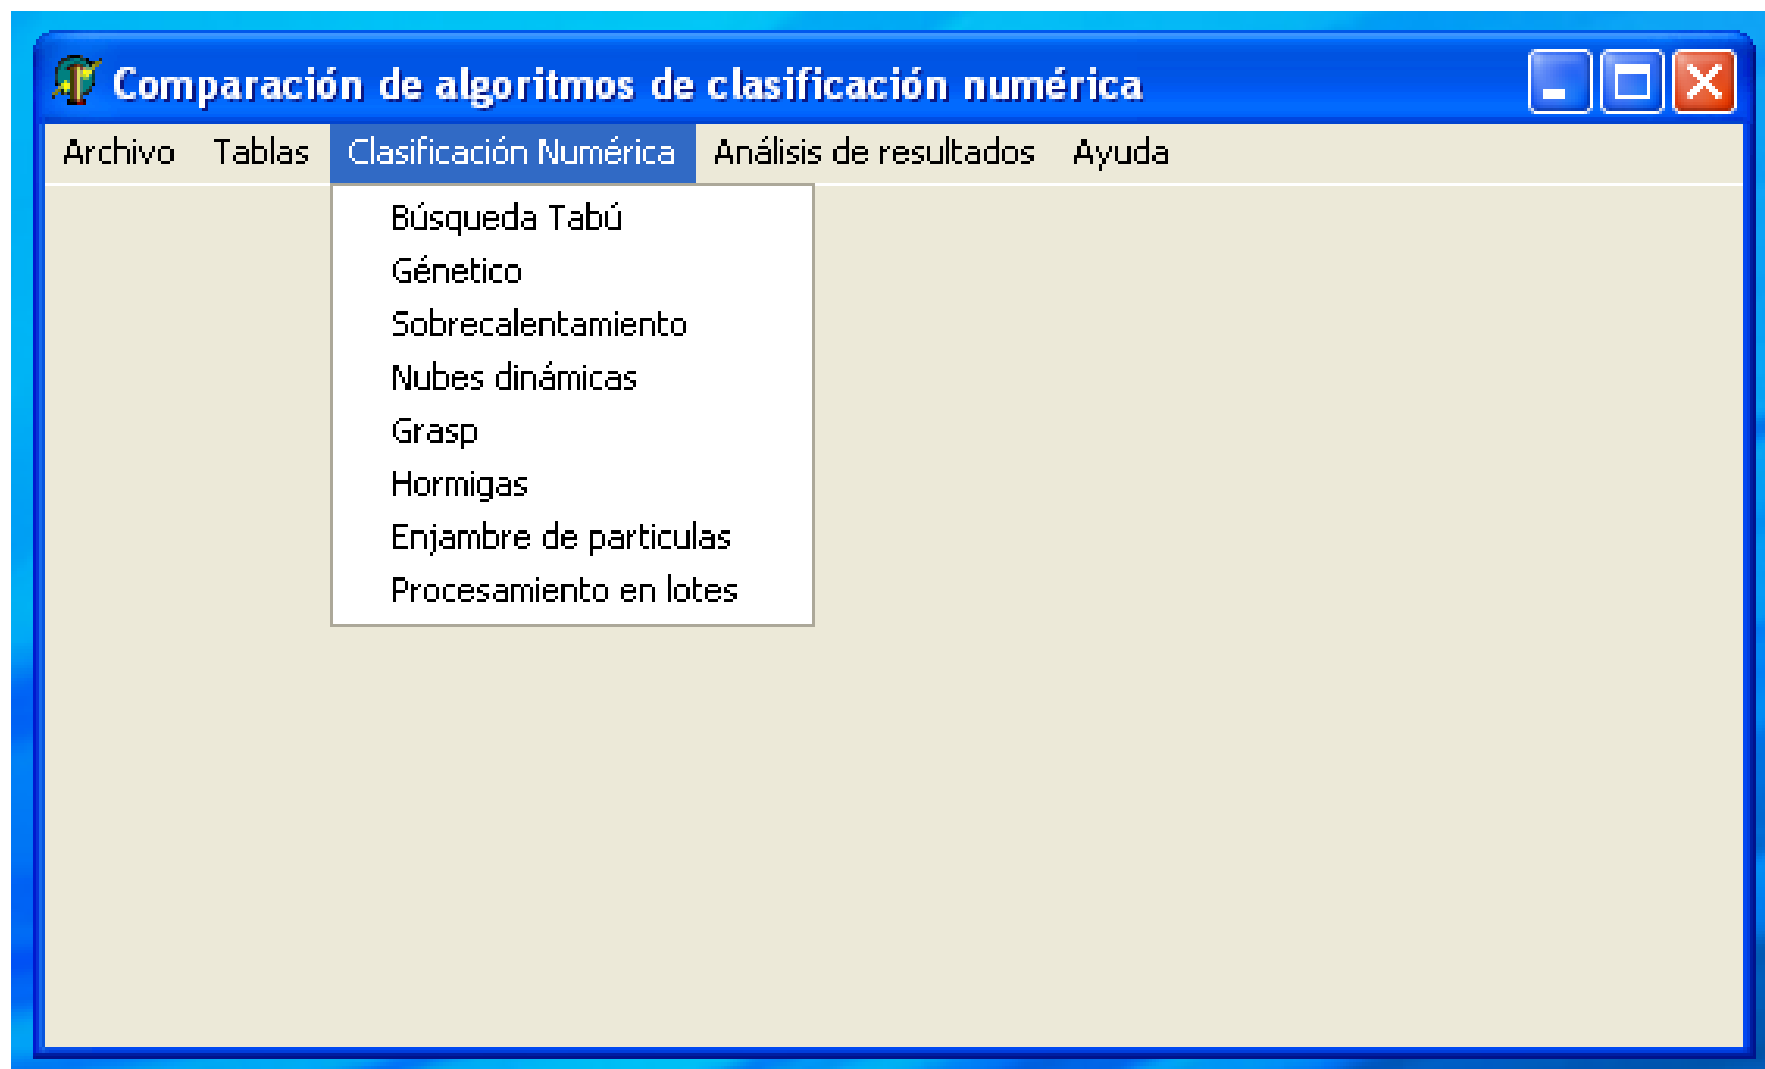 Comparación de algoritmos de clasificación numérica
Archivo Tablas Clasificación Numérica Análisis de resultados Ayuda
Búsqueda Tabú
Génetico
Sobrecalentamiento
Nubes dinámicas
Grasp
Hormigas
Enjambre de particulas
Procesamiento en lotes